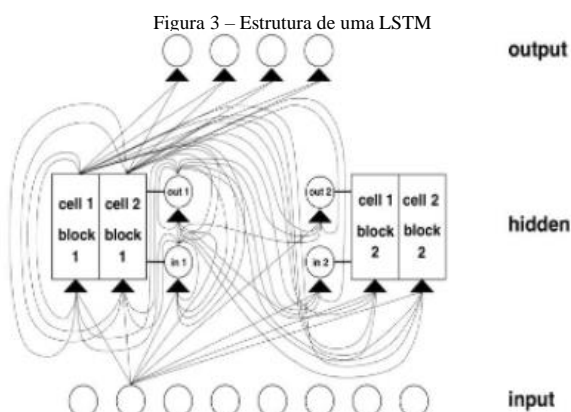 Figura 3 – Estrutura de uma LSTM
output
cell 1
block
1
cell 2
block
1
out 1
in 1
out 2
in 2
cell 1
block
2
cell 2
block
2
hidden
input